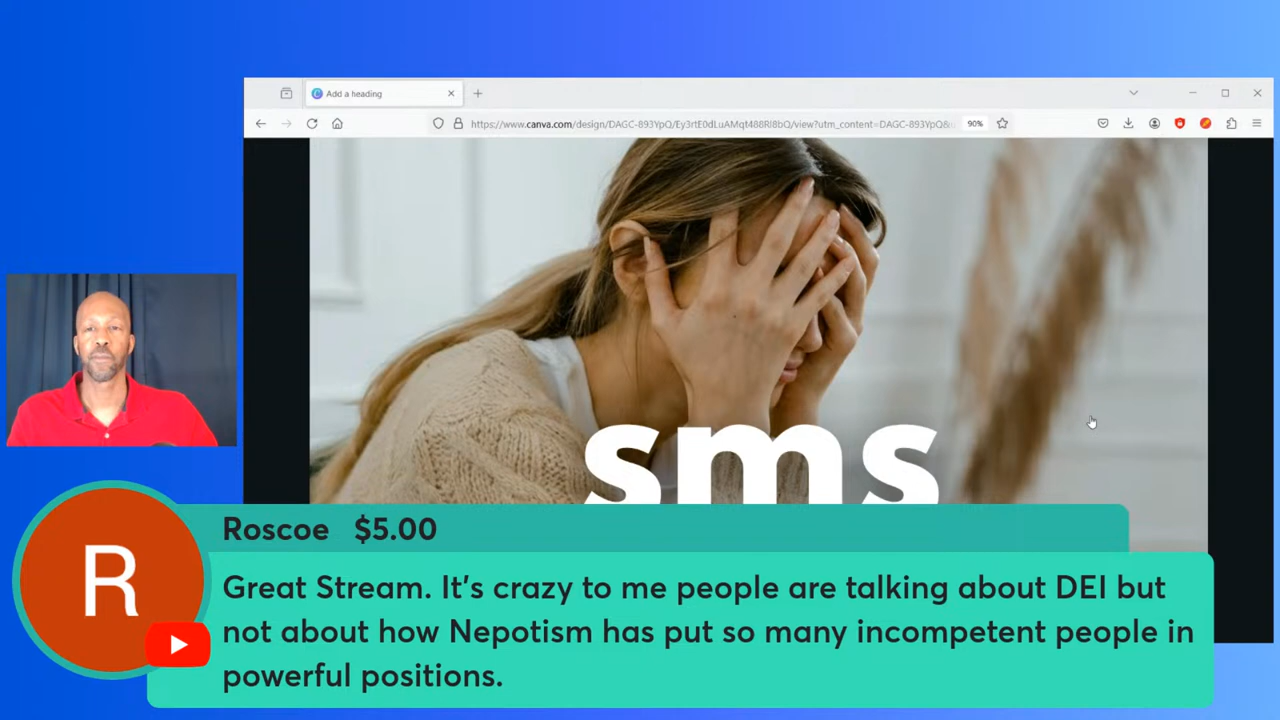 Add a heading
https://www.canva.com/design/DAGC-893YpQ/Ey3rtE0dLuAMqt488Rl8bQ/view?utm_content=DAGC-893YpQ&
90%
sms
Roscoe $5.00
R
Great Stream. It's crazy to me people are talking about DEI but
not about how Nepotism has put so many incompetent people in
powerful positions.